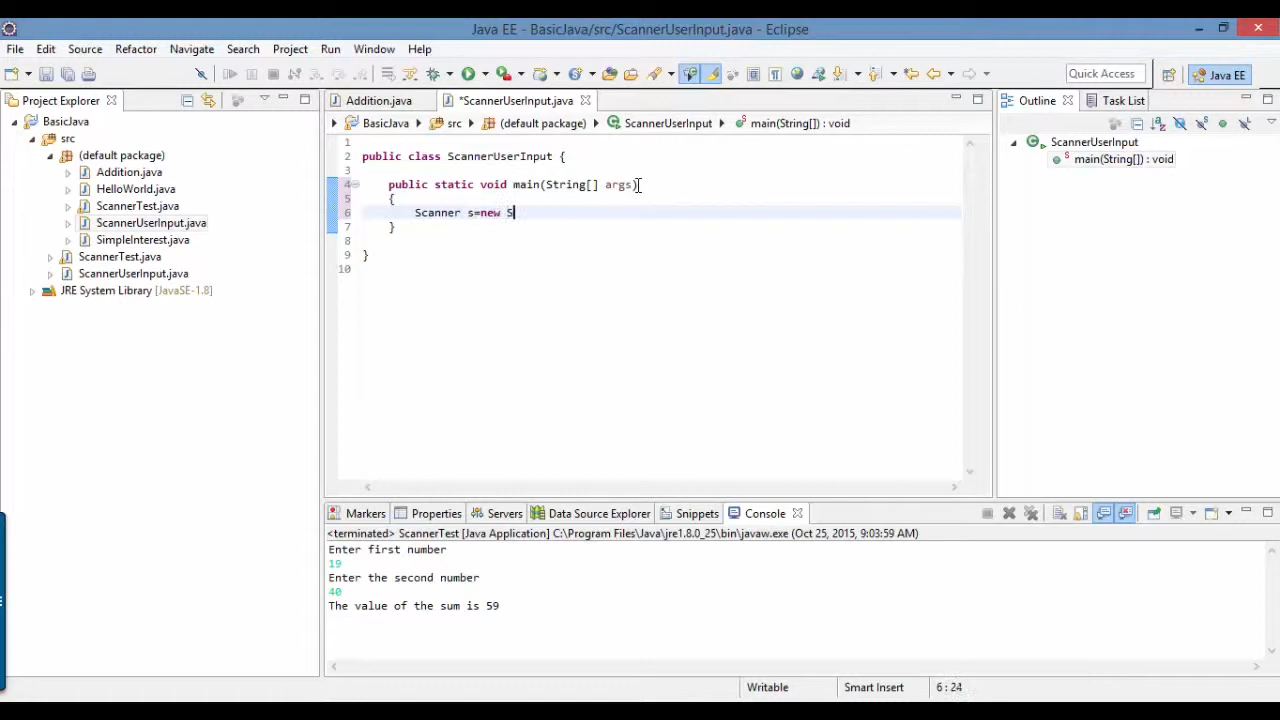 Java EE - BasicJava/src/ScannerUserInput.java - Eclipse
File Edit Source Refactor Navigate Search Project Run Window Help
Quick Access Java EE
Project Explorer
BasicJava
src
(default package)
Addition.java
HelloWorld.java
ScannerTest.java
ScannerUserInput.java
SimpleInterest.java
ScannerTest.java
ScannerUserInput.java
JRE System Library [JavaSE-1.8]
Addition.java *ScannerUserInput.java
BasicJava src (default package) ScannerUserInput main(String[]) : void
1
2 public class ScannerUserInput {
3
4 public static void main(String[] args)
5 {
6 Scanner s=new S
7 }
8
9 }
10
Outline Task List
ScannerUserInput
main(String[]) : void
Markers Properties Servers Data Source Explorer Snippets Console
<terminated> ScannerTest [Java Application] C:\Program Files\Java\jre1.8.0_25\bin\javaw.exe (Oct 25, 2015, 9:03:59 AM)
Enter first number
19
Enter the second number
40
The value of the sum is 59
Writable Smart Insert 6 : 24